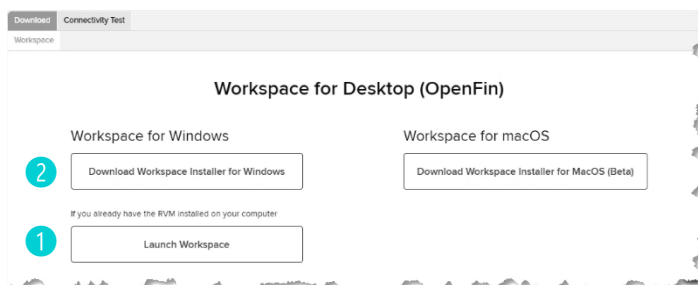 Download Connectivity Test
Workspace
Workspace for Desktop (OpenFin)
Workspace for Windows Workspace for macOS
2 Download Workspace Installer for Windows Download Workspace Installer for MacOS (Beta)
If you already have the RVM installed on your computer
1 Launch Workspace